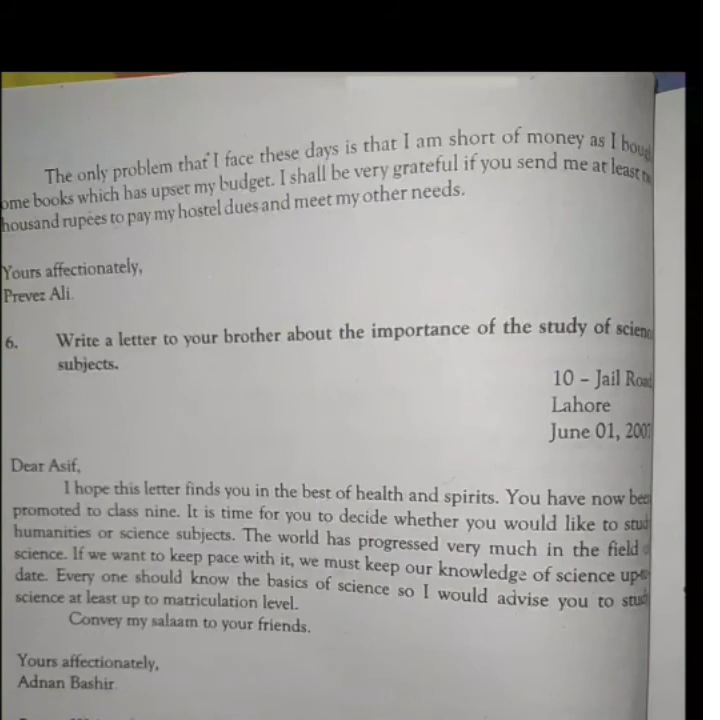 The only problem that I face these days is that I am short of money as I
ome books which has upset my budget. I shall be very grateful if you send me at least
housand rupees to pay my hostel dues and meet my other needs.
Yours affectionately,
Prevez Ali.
6. Write a letter to your brother about the importance of the study of scien
subjects.
10 – Jail Road
Lahore
June 01, 200
Dear Asif,
I hope this letter finds you in the best of health and spirits. You have now bee
promoted to class nine. It is time for you to decide whether you would like to stud
humanities or science subjects. The world has progressed very much in the field
science. If we want to keep pace with it, we must keep our knowledge of science up-
date. Every one should know the basics of science so I would advise you to stud
science at least up to matriculation level.
Convey my salaam to your friends.
Yours affectionately,
Adnan Bashir.